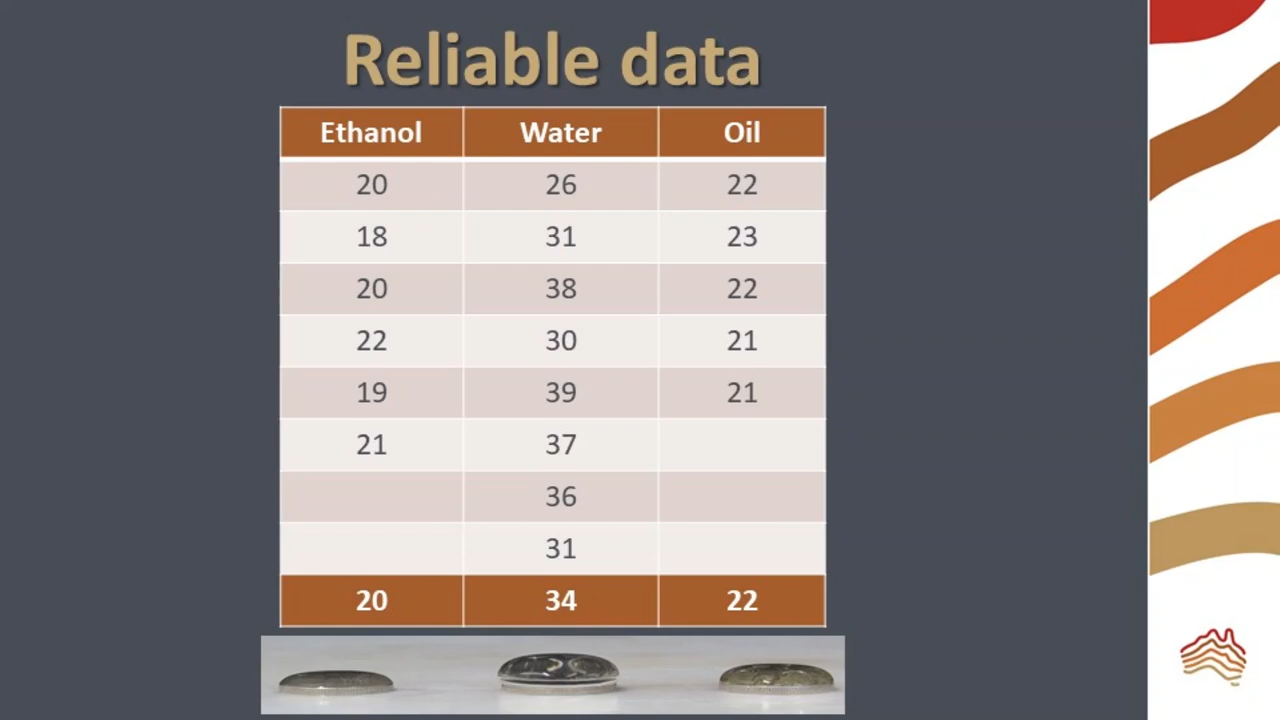 Reliable data
Ethanol Water Oil
20 26 22
18 31 23
20 38 22
22 30 21
19 39 21
21 37
36
31
20 34 22